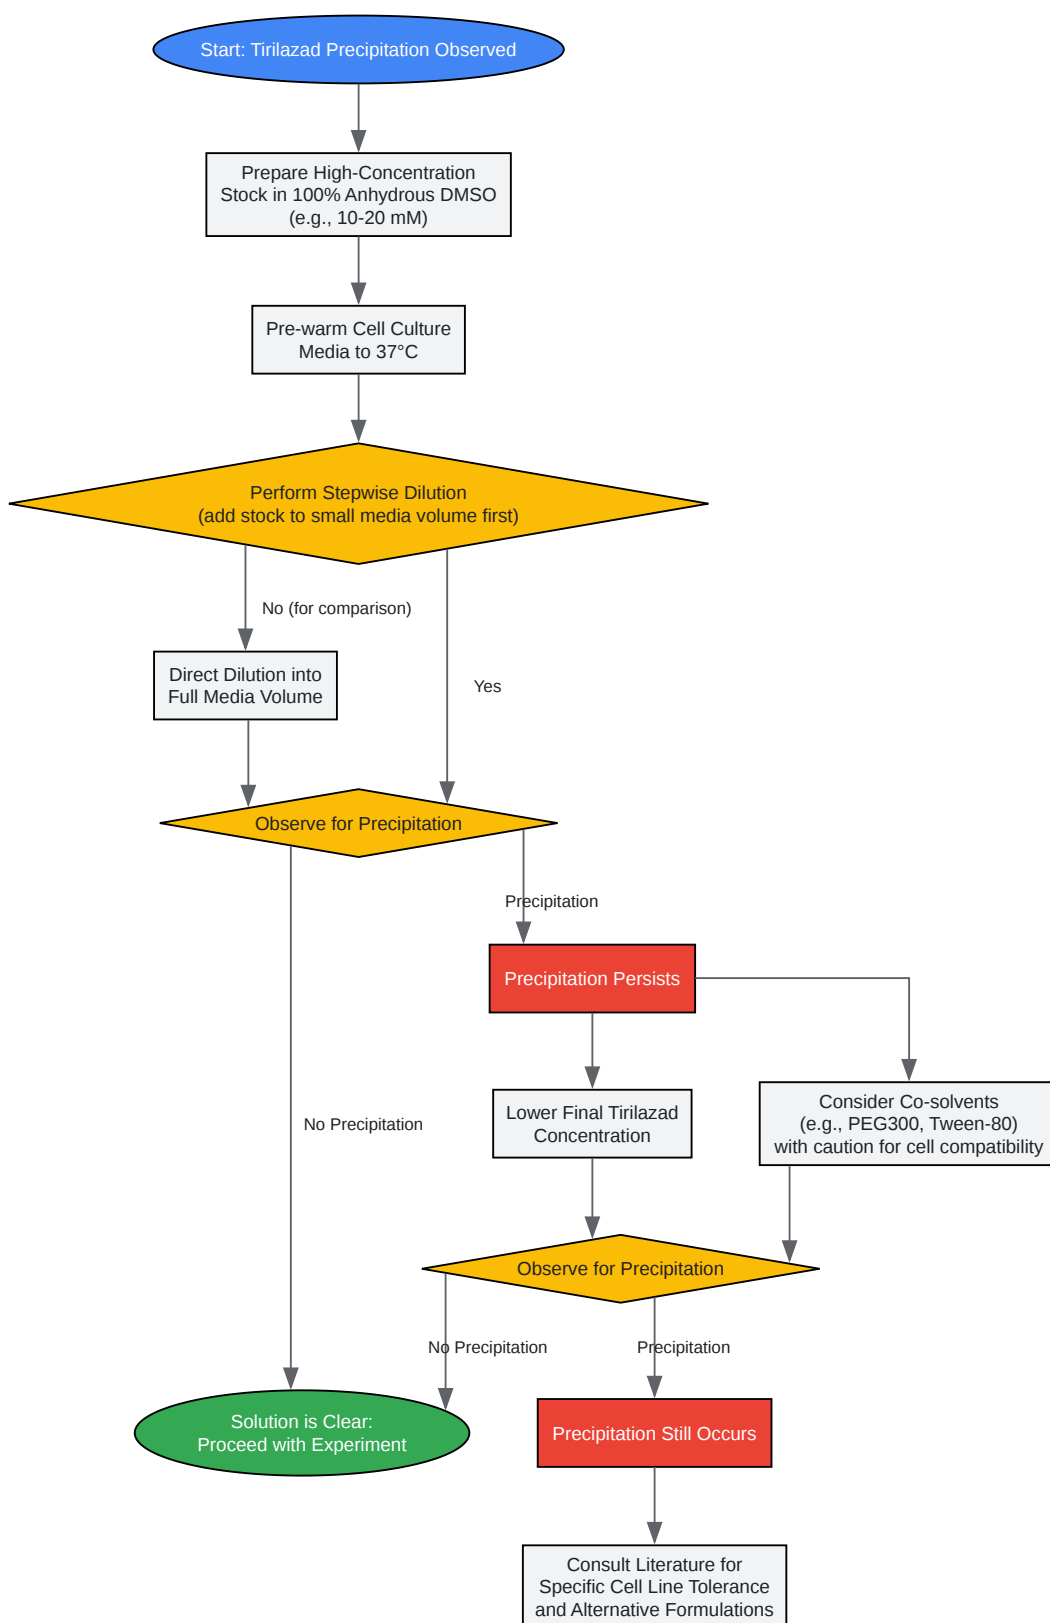 Start: Tirilazad Precipitation Observed
Prepare High-Concentration
Stock in 100% Anhydrous DMSO
(e.g., 10-20 mM)
Pre-warm Cell Culture
Media to 37°C
Perform Stepwise Dilution
(add stock to small media volume first)
No (for comparison)
Direct Dilution into
Full Media Volume
Yes
Observe for Precipitation
Precipitation
Precipitation Persists
Lower Final Tirilazad
Concentration
Consider Co-solvents
(e.g., PEG300, Tween-80)
with caution for cell compatibility
No Precipitation
Observe for Precipitation
No Precipitation
Precipitation
Solution is Clear:
Proceed with Experiment
Precipitation Still Occurs
Consult Literature for
Specific Cell Line Tolerance
and Alternative Formulations